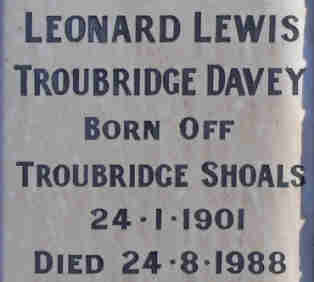 LEONARD LEWIS
TROUBRIDGE DAVEY
BORN OFF
TROUBRIDGE SHOALS
24·1·1901
DIED 24·8·1988